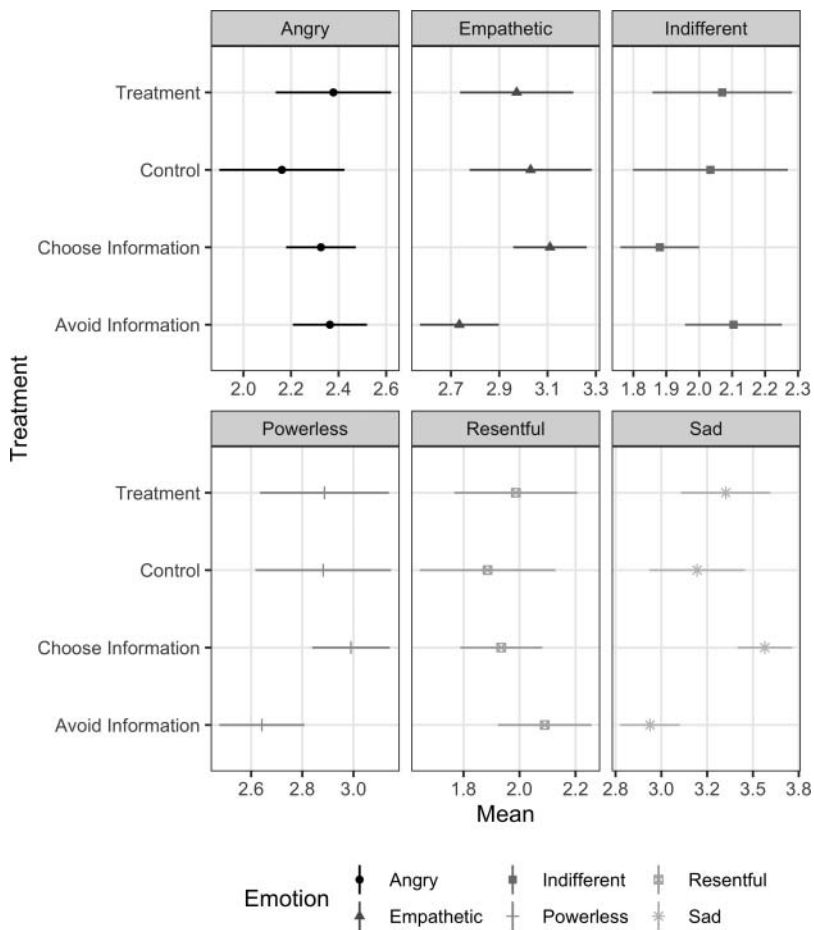 Angry Empathetic Indifferent
Treatment
Control
Choose Information
Avoid Information
2.0 2.2 2.4 2.6 2.7 2.9 3.1 3.3 1.8 1.9 2.0 2.1 2.2 2.3
Treatment
Powerless Resentful Sad
Treatment
Control
Choose Information
Avoid Information
2.6 2.8 3.0 1.8 2.0 2.2 2.8 3.0 3.2 3.5 3.8
Mean
Emotion
Angry Indifferent Resentful
Empathetic Powerless Sad